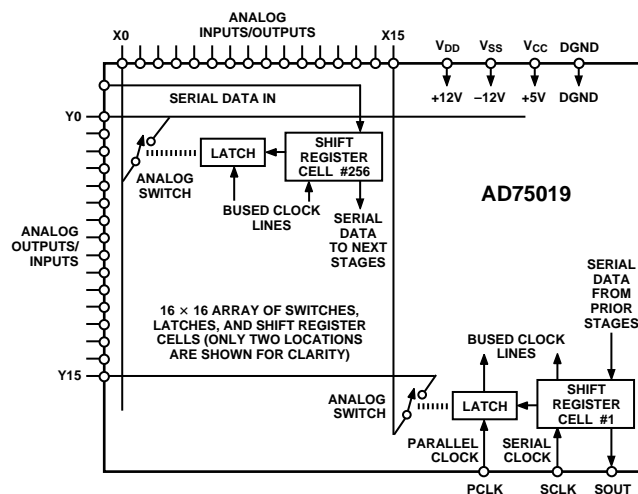 ANALOG
INPUTS/OUTPUTS
X0
X15
VDD
VSS
VCC
DGND
+12V
–12V
+5V
DGND
SERIAL DATA IN
Y0
LATCH
SHIFT
REGISTER
CELL #256
ANALOG
SWITCH
BUSED CLOCK
LINES
SERIAL
DATA
TO NEXT
STAGES
AD75019
ANALOG
OUTPUTS/
INPUTS
SERIAL
DATA
FROM
PRIOR
STAGES
16 × 16 ARRAY OF SWITCHES,
LATCHES, AND SHIFT REGISTER
CELLS (ONLY TWO LOCATIONS
ARE SHOWN FOR CLARITY)
BUSED CLOCK
LINES
Y15
ANALOG
SWITCH
LATCH
SHIFT
REGISTER
CELL #1
PARALLEL
CLOCK
SERIAL
CLOCK
PCLK
SCLK
SOUT